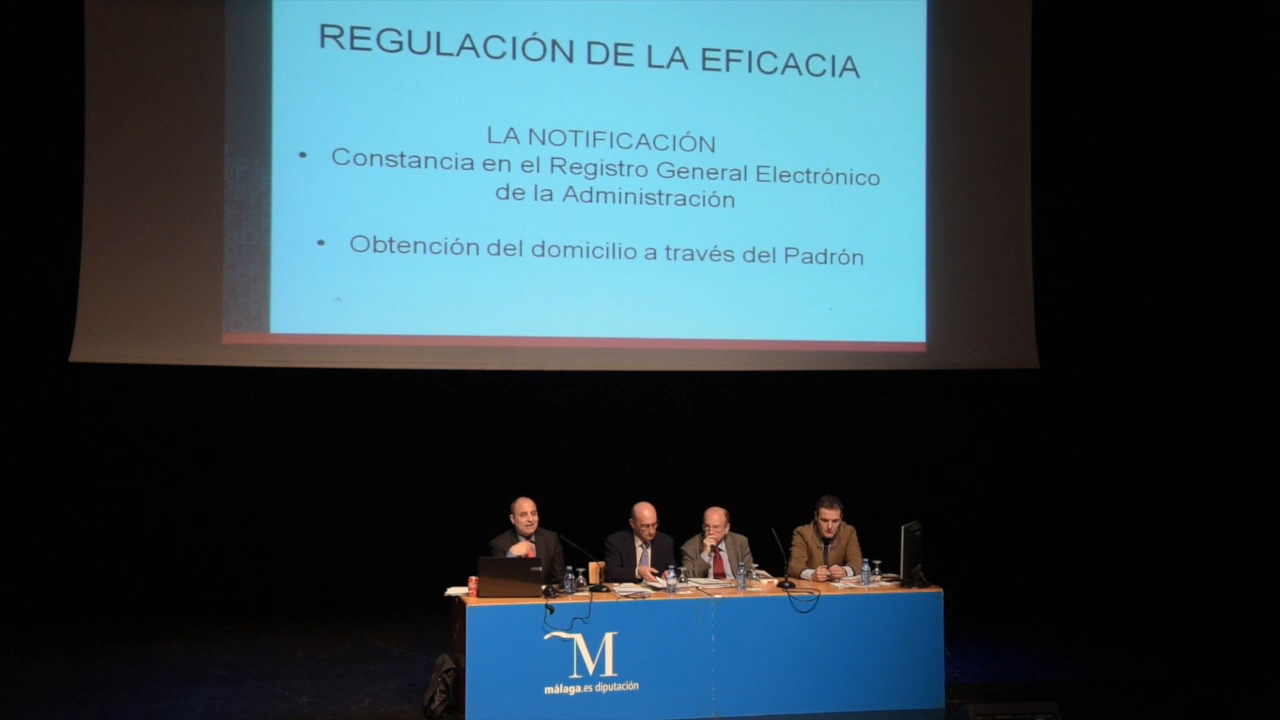 REGULACIÓN DE LA EFICACIA
LA NOTIFICACIÓN
• Constancia en el Registro General Electrónico
de la Administración
• Obtención del domicilio a través del Padrón
M
málaga.es diputación